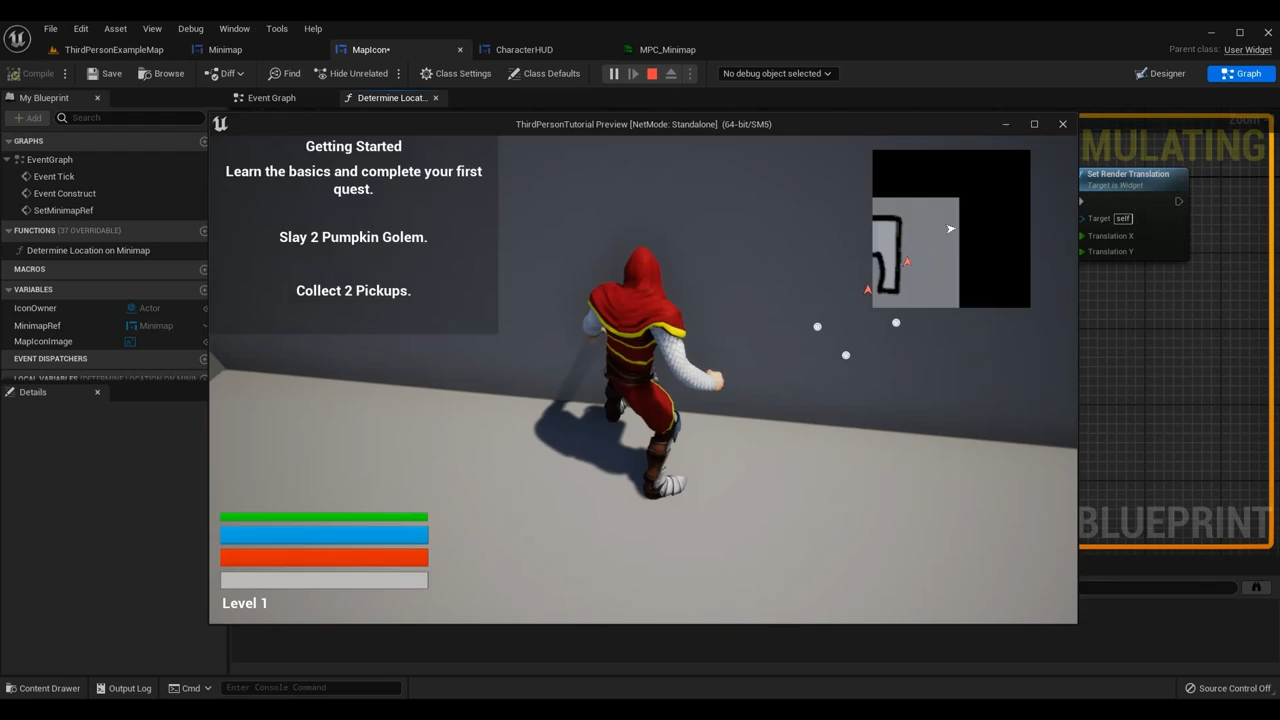 File Edit Asset View Window Debug Tools Help
ThirdPersonExampleMap Minimap MapIcon• CharacterHUD MPC_Minimap
Parent class: User Widget
Compile Save Browse Diff Find Hide Unrelated Class Settings Class Defaults No debug object selected Designer Graph
My Blueprint Event Graph Determine Locat...
Add Search
GRAPHS
EventGraph
Event Tick
Event Construct
SetMinimapRef
FUNCTIONS (37 OVERRIDABLE)
Determine Location on Minimap
MACROS
VARIABLES
IconOwner Actor
MinimapRef Minimap
MapIconImage
EVENT DISPATCHERS
Details
ThirdPersonTutorial Preview [NetMode: Standalone] (64-bit/SM5)
Getting Started
Learn the basics and complete your first
quest.
Slay 2 Pumpkin Golem.
Collect 2 Pickups.
Level 1
MULATING
Set Render Translation
Target is Widget
Target self
Translation X
Translation Y
BLUEPRINT
Content Drawer Output Log Cmd Enter Console Command Source Control Off